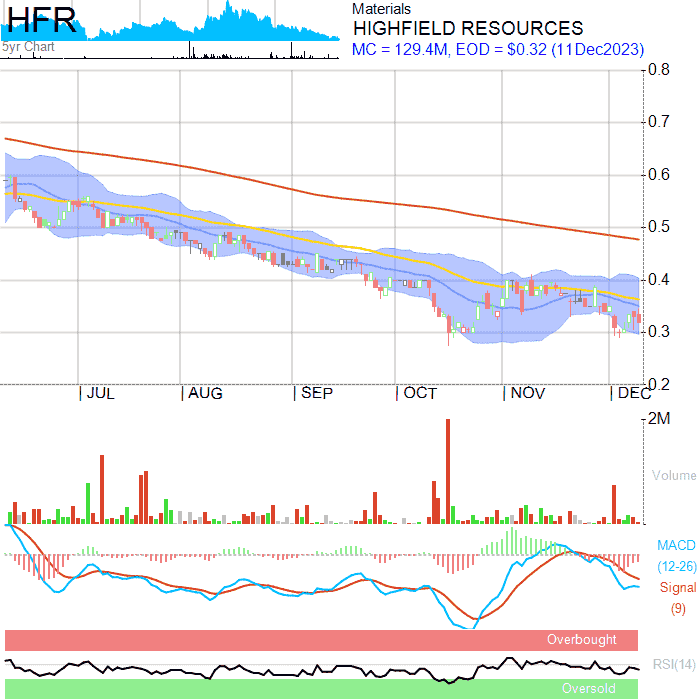 HFR
5yr Chart
Materials
HIGHFIELD RESOURCES
MC = 129.4M, EOD = $0.32 (11Dec2023)
0.8
0.7
0.6
0.5
0.4
0.3
0.2
JUL AUG SEP OCT NOV DEC
2M
Volume
MACD
(12-26)
Signal
(9)
Overbought
RSI(14)
Oversold